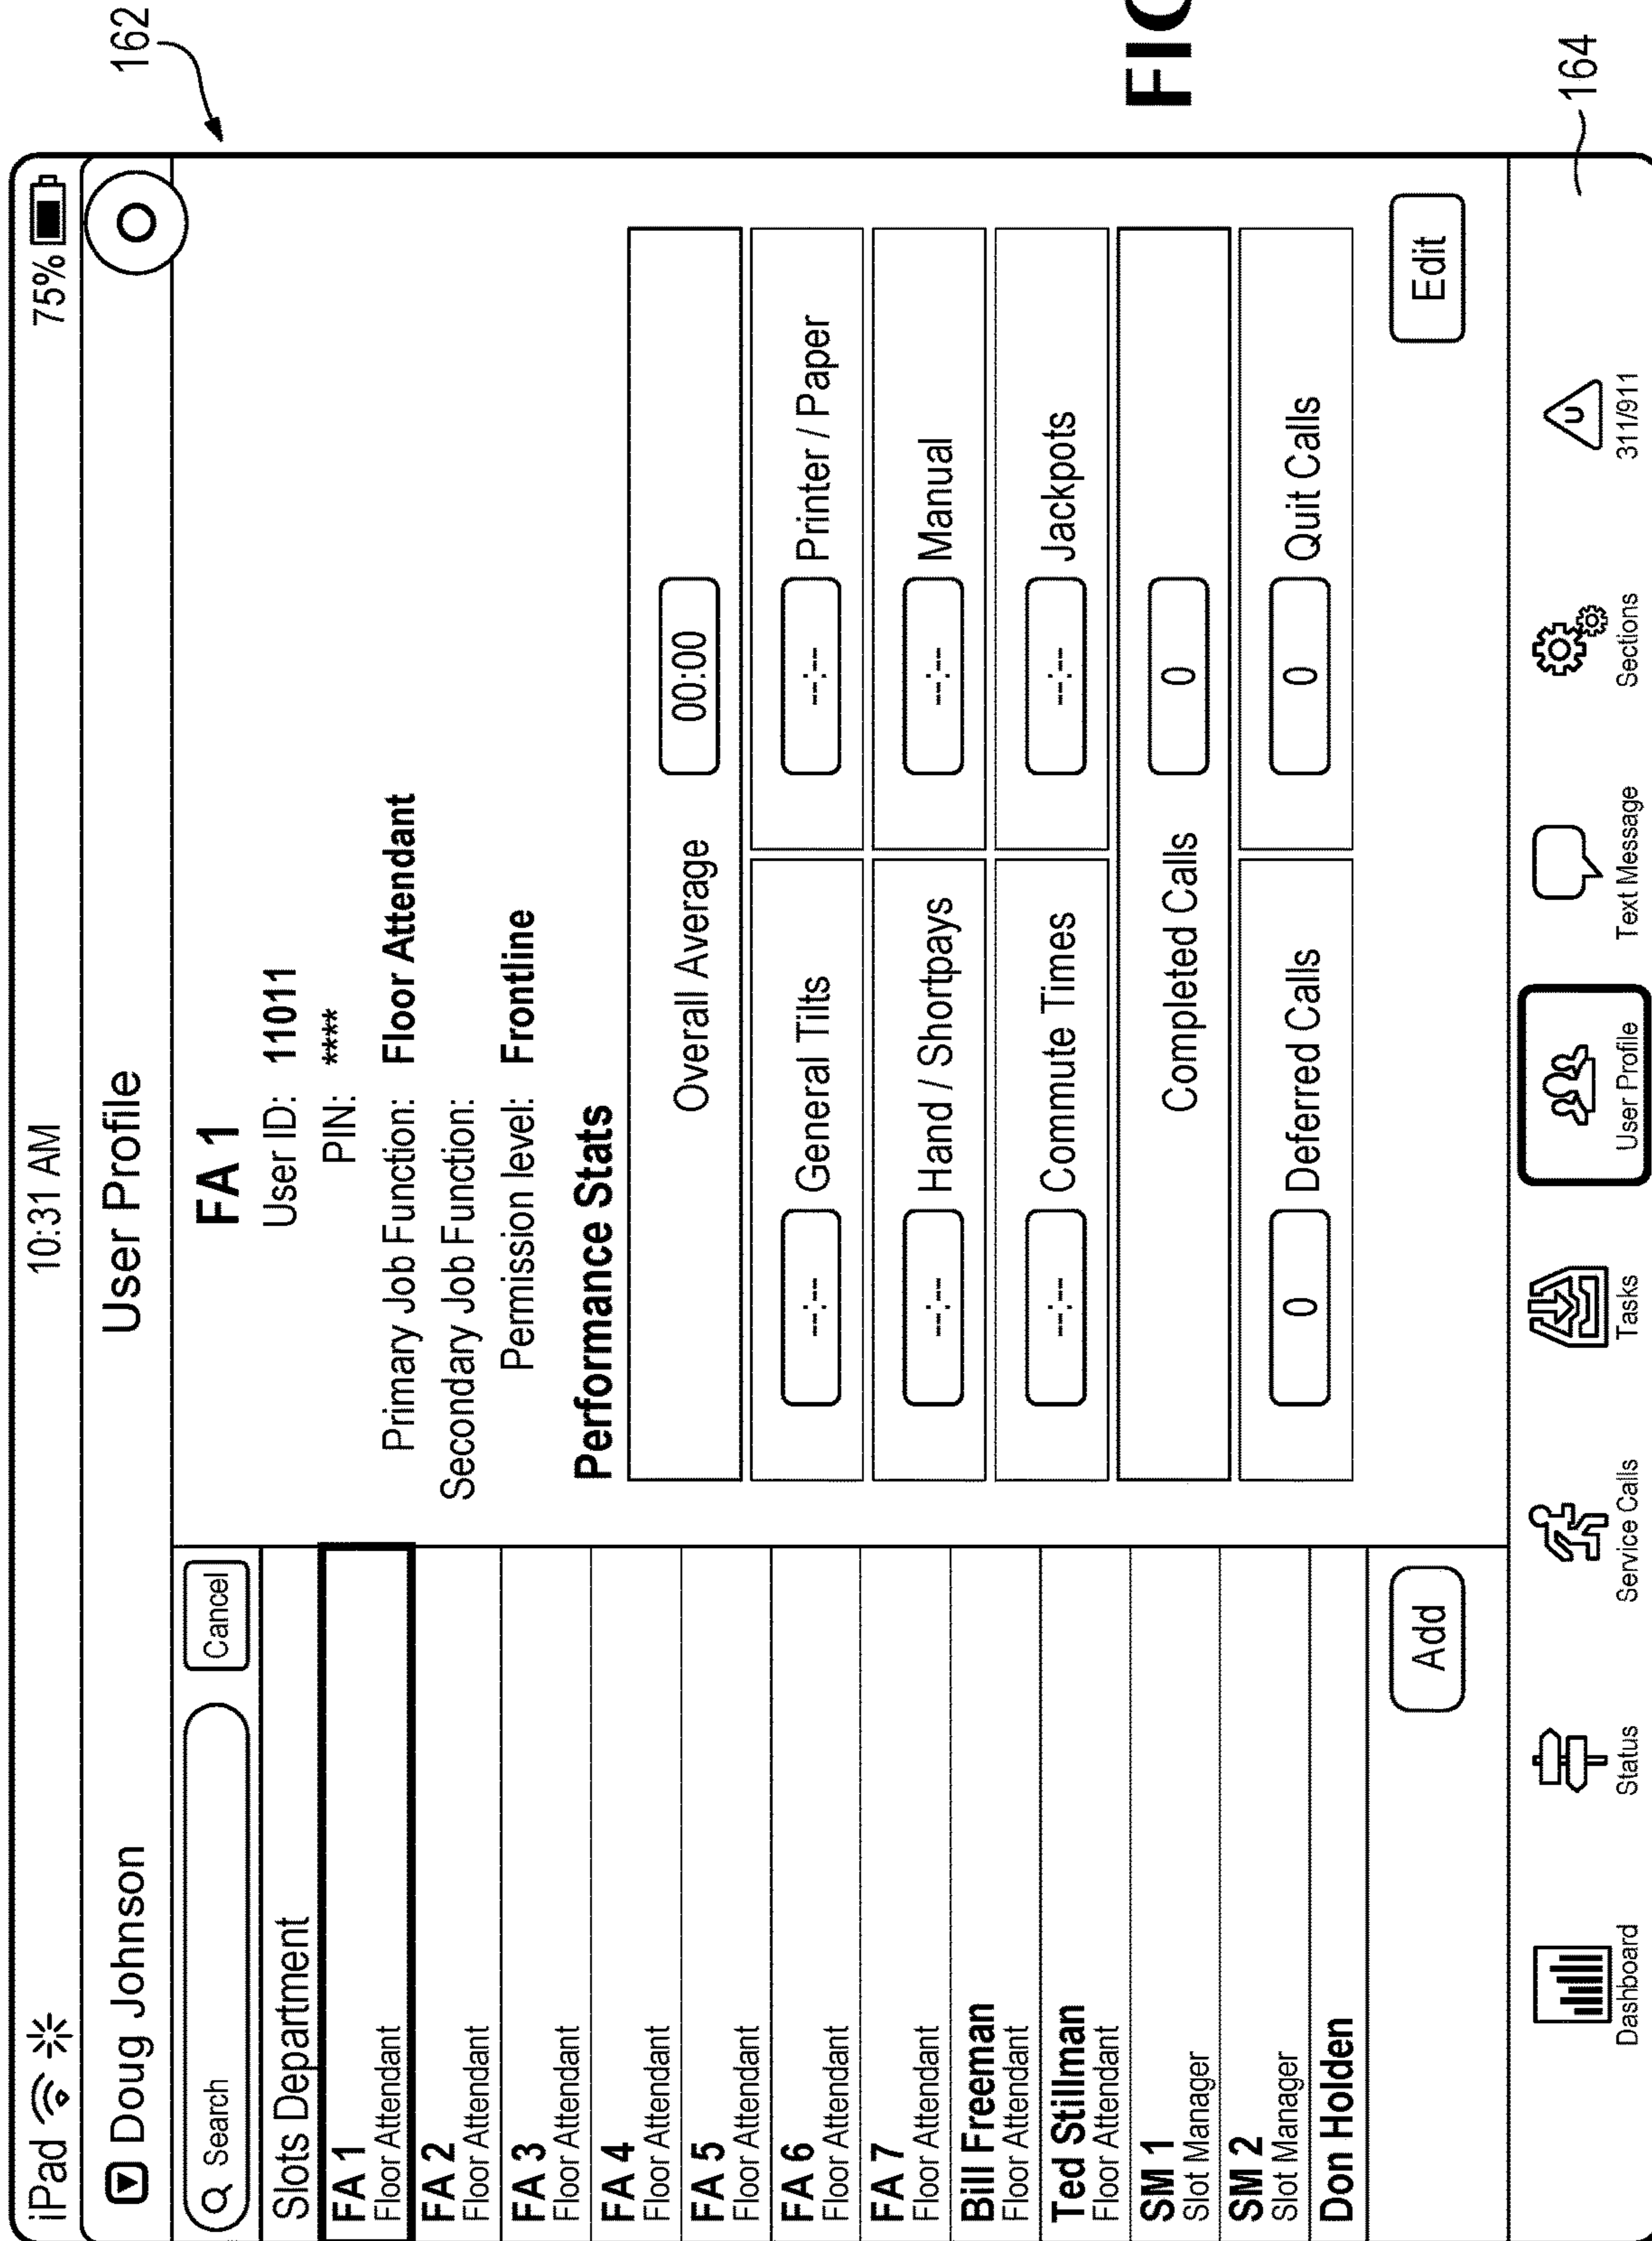 iPad 10:31 AM 75%
Doug Johnson User Profile
Search Cancel
Slots Department
FA 1
Floor Attendant
FA 2
Floor Attendant
FA 3
Floor Attendant
FA 4
Floor Attendant
FA 5
Floor Attendant
FA 6
Floor Attendant
FA 7
Floor Attendant
Bill Freeman
Floor Attendant
Ted Stillman
Floor Attendant
SM 1
Slot Manager
SM 2
Slot Manager
Don Holden
Add
FA 1
User ID: 11011
PIN: ****
Primary Job Function: Floor Attendant
Secondary Job Function:
Permission level: Frontline
Performance Stats
Overall Average 00:00
--:-- General Tilts --:-- Printer / Paper
--:-- Hand / Shortpays --:-- Manual
--:-- Commute Times --:-- Jackpots
Completed Calls 0
0 Deferred Calls 0 Quit Calls
Edit
Dashboard Status Service Calls Tasks User Profile Text Message Sections 311/911
162
164